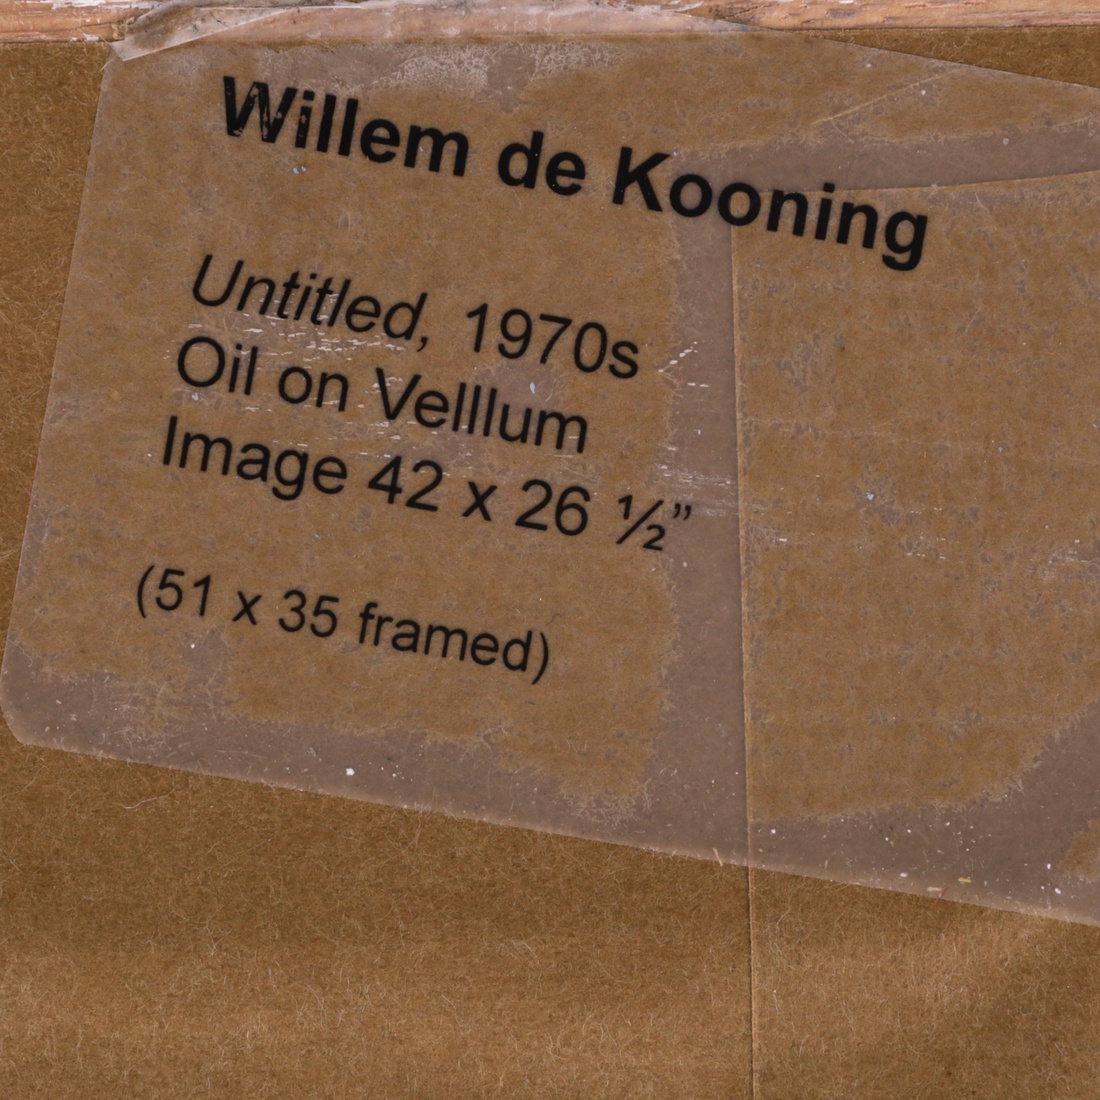 Willem de Kooning
Untitled, 1970s
Oil on Velllum
Image 42 x 26 ½”
(51 x 35 framed)